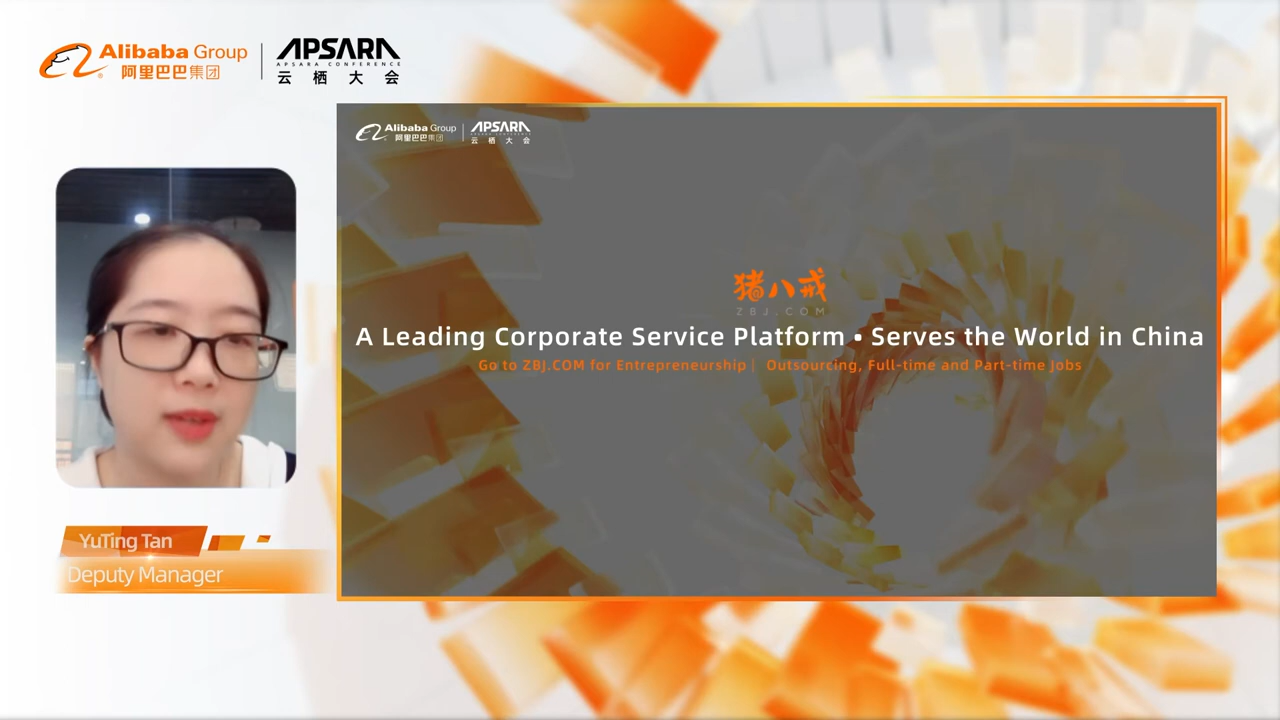 Alibaba Group
阿里巴巴集团
APSARA
APSARA CONFERENCE
云栖大会
Alibaba Group
阿里巴巴集团
APSARA
云栖大会
猪八戒
ZBJ.COM
A Leading Corporate Service Platform • Serves the World in China
Go to ZBJ.COM for Entrepreneurship | Outsourcing, Full-time and Part-time Jobs
YuTing Tan
Deputy Manager